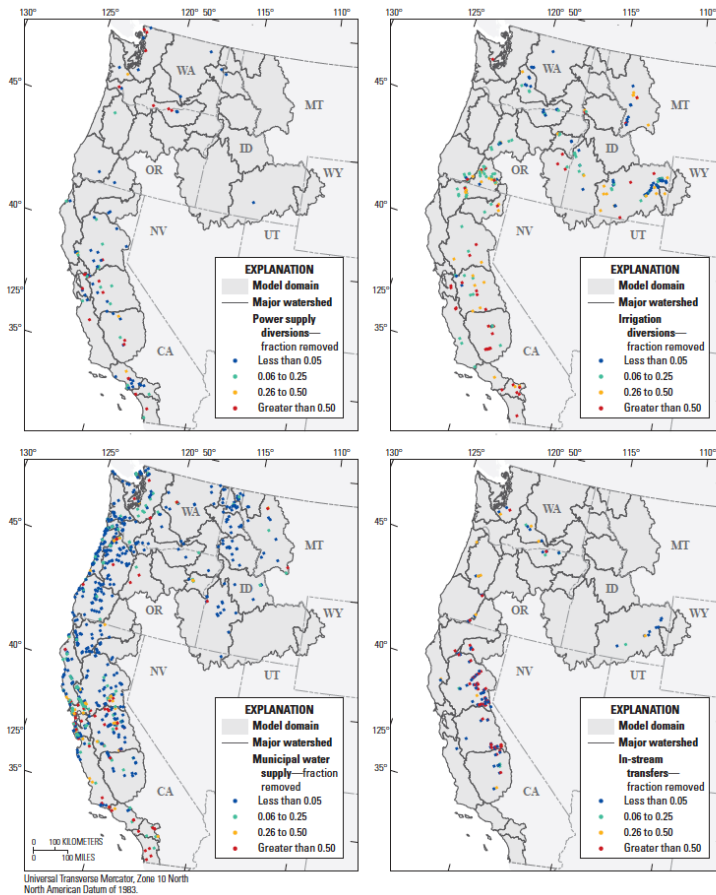 130° 125° 120° 50° 115° 110°
45°
WA
MT
ID
OR
WY
40°
NV
UT
125°
35°
CA
EXPLANATION
Model domain
Major watershed
Power supply
diversions—
fraction removed
Less than 0.05
0.06 to 0.25
0.26 to 0.50
Greater than 0.50
130° 125° 120° 50° 115° 110°
45°
WA
MT
ID
OR
WY
40°
NV
UT
125°
35°
CA
EXPLANATION
Model domain
Major watershed
Irrigation
diversions—
fraction removed
Less than 0.05
0.06 to 0.25
0.26 to 0.50
Greater than 0.50
130° 125° 120° 50° 115° 110°
45°
WA
MT
ID
OR
WY
40°
NV
UT
125°
35°
CA
EXPLANATION
Model domain
Major watershed
Municipal water
supply—fraction
removed
Less than 0.05
0.06 to 0.25
0.26 to 0.50
Greater than 0.50
0 100 KILOMETERS
0 100 MILES
130° 125° 120° 50° 115° 110°
45°
WA
MT
ID
OR
WY
40°
NV
UT
125°
35°
CA
EXPLANATION
Model domain
Major watershed
In-stream
transfers—
fraction removed
Less than 0.05
0.06 to 0.25
0.26 to 0.50
Greater than 0.50
Universal Transverse Mercator, Zone 10 North
North American Datum of 1983.